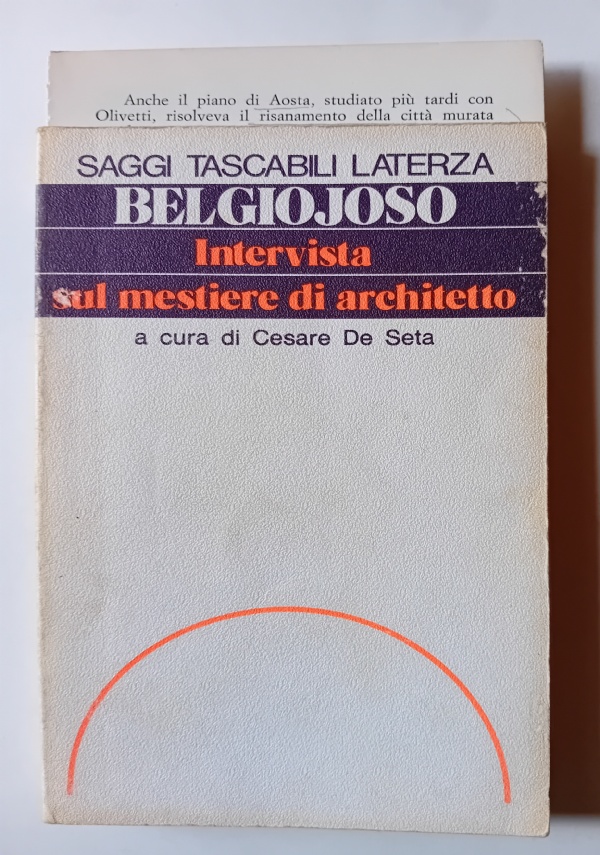 Anche il piano di Aosta, studiato più tardi con
Olivetti, risolveva il risanamento della città murata
SAGGI TASCABILI LATERZA
BELGIOJOSO
Intervista
sul mestiere di architetto
a cura di Cesare De Seta